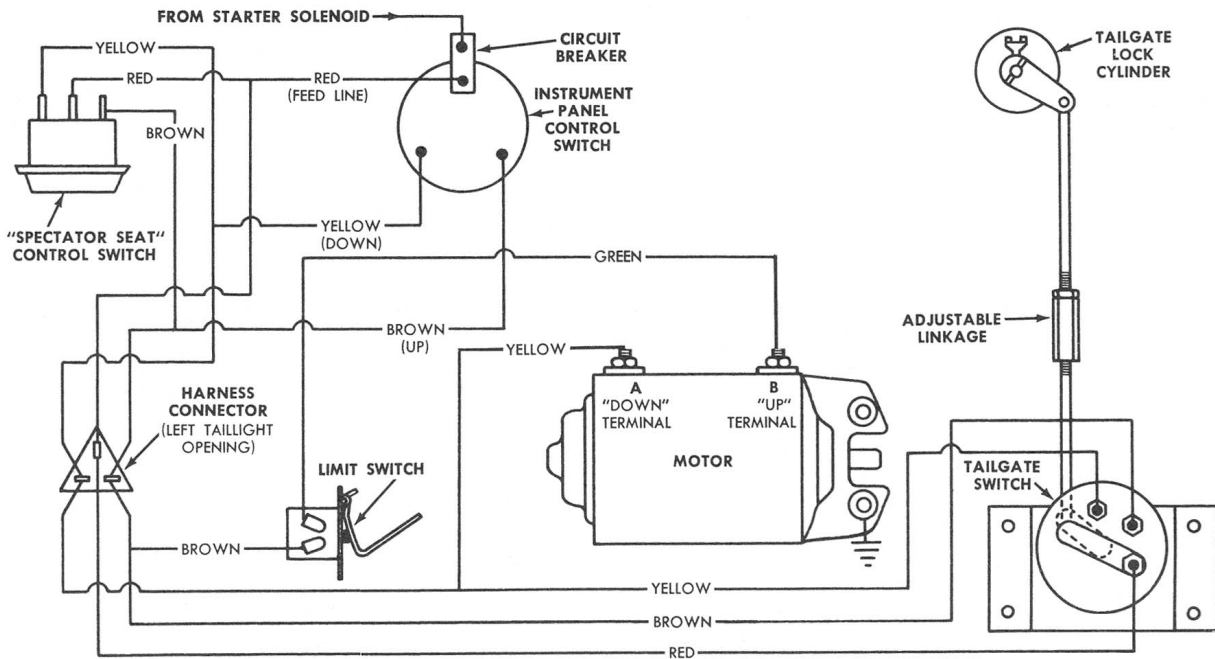 FROM STARTER SOLENOID
YELLOW
CIRCUIT
BREAKER
TAILGATE
LOCK
CYLINDER
RED
RED
(FEED LINE)
INSTRUMENT
PANEL
CONTROL
SWITCH
BROWN
"SPECTATOR SEAT"
CONTROL SWITCH
YELLOW
(DOWN)
GREEN
BROWN
(UP)
YELLOW
ADJUSTABLE
LINKAGE
HARNESS
CONNECTOR
(LEFT TAILLIGHT
OPENING)
A
"DOWN"
TERMINAL
B
"UP"
TERMINAL
MOTOR
LIMIT SWITCH
TAILGATE
SWITCH
BROWN
YELLOW
BROWN
RED